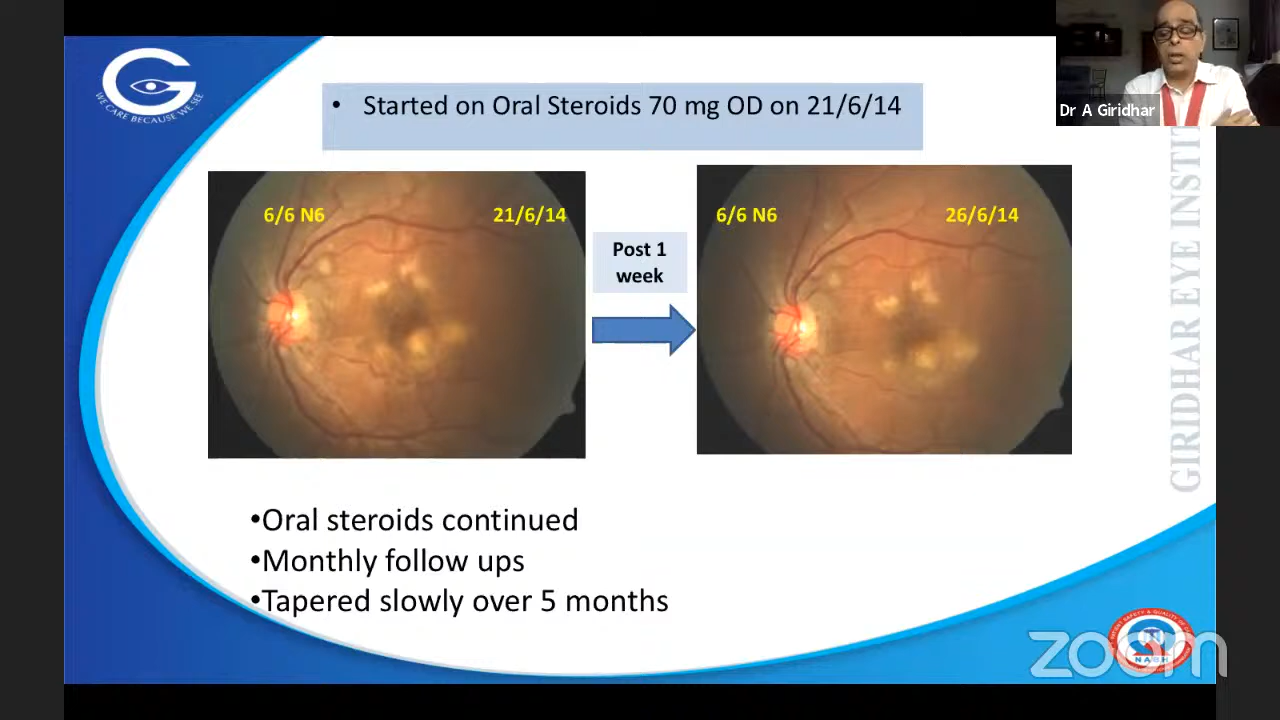 WE CARE BECAUSE WE SEE
• Started on Oral Steroids 70 mg OD on 21/6/14
Dr A Giridhar
6/6 N6
21/6/14
Post 1
week
6/6 N6
26/6/14
GIRIDHAR EYE INSTIT
•Oral steroids continued
•Monthly follow ups
•Tapered slowly over 5 months
NABH
zoom